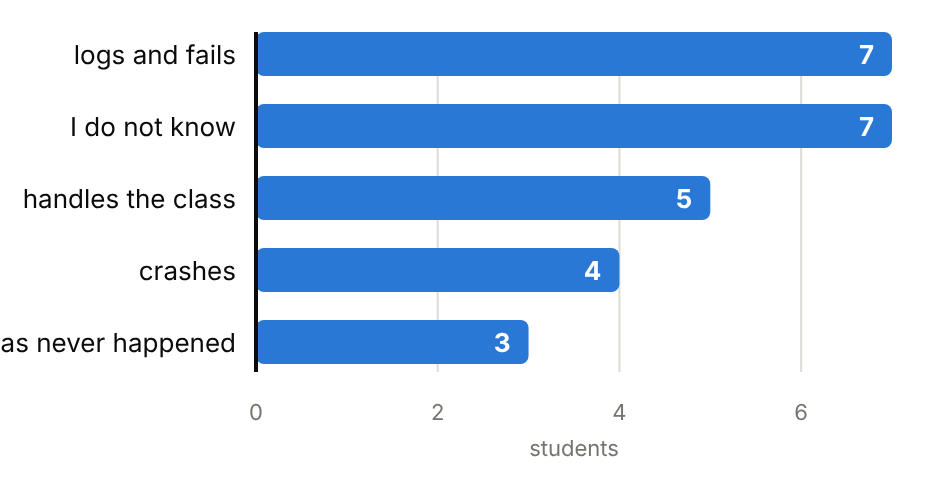 logs and fails 7
I do not know 7
handles the class 5
crashes 4
as never happened 3
0 2 4 6
students